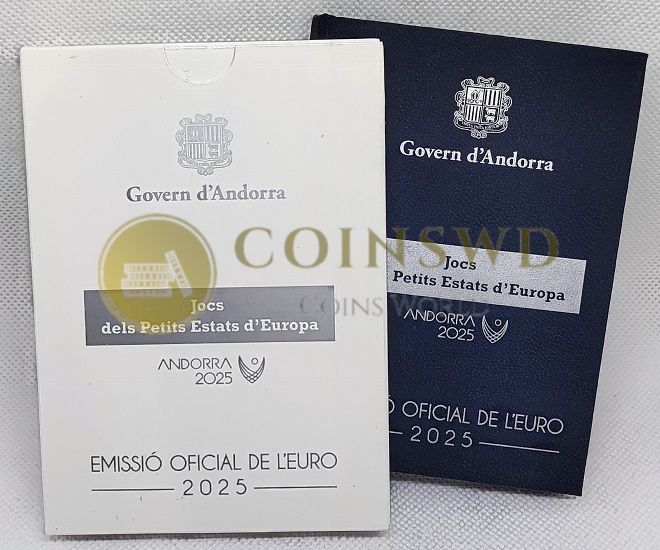 Govern d'Andorra
Jocs
dels Petits Estats d'Europa
ANDORRA
2025
EMISSIÓ OFICIAL DE L'EURO
2025
Govern d'Andorra
Jocs
Petits Estats d'Europa
ANDORRA
2025
OFICIAL DE L'EURO
2025
COINSWD
COINS WORLD